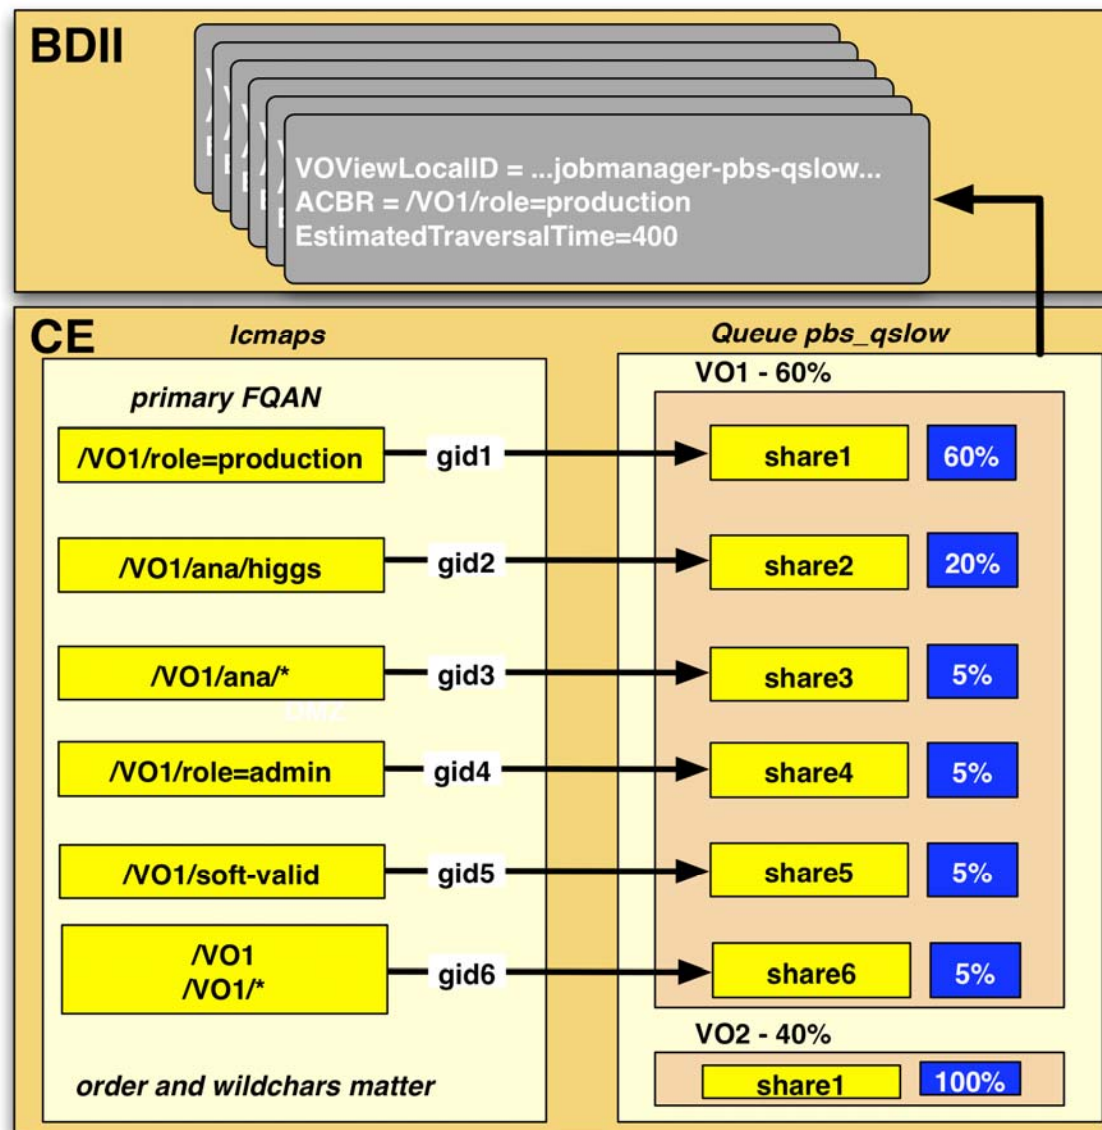 BDII
VOViewLocalID = ...jobmanager-pbs-qslow...
ACBR = /VO1/role=production
EstimatedTraversalTime=400
CE
lcmaps
primary FQAN
/VO1/role=production
gid1
/VO1/ana/higgs
gid2
/VO1/ana/*
gid3
DMZ
/VO1/role=admin
gid4
/VO1/soft-valid
gid5
/VO1
/VO1/*
gid6
order and wildchars matter
Queue pbs_qslow
VO1 - 60%
share1
60%
share2
20%
share3
5%
share4
5%
share5
5%
share6
5%
VO2 - 40%
share1
100%